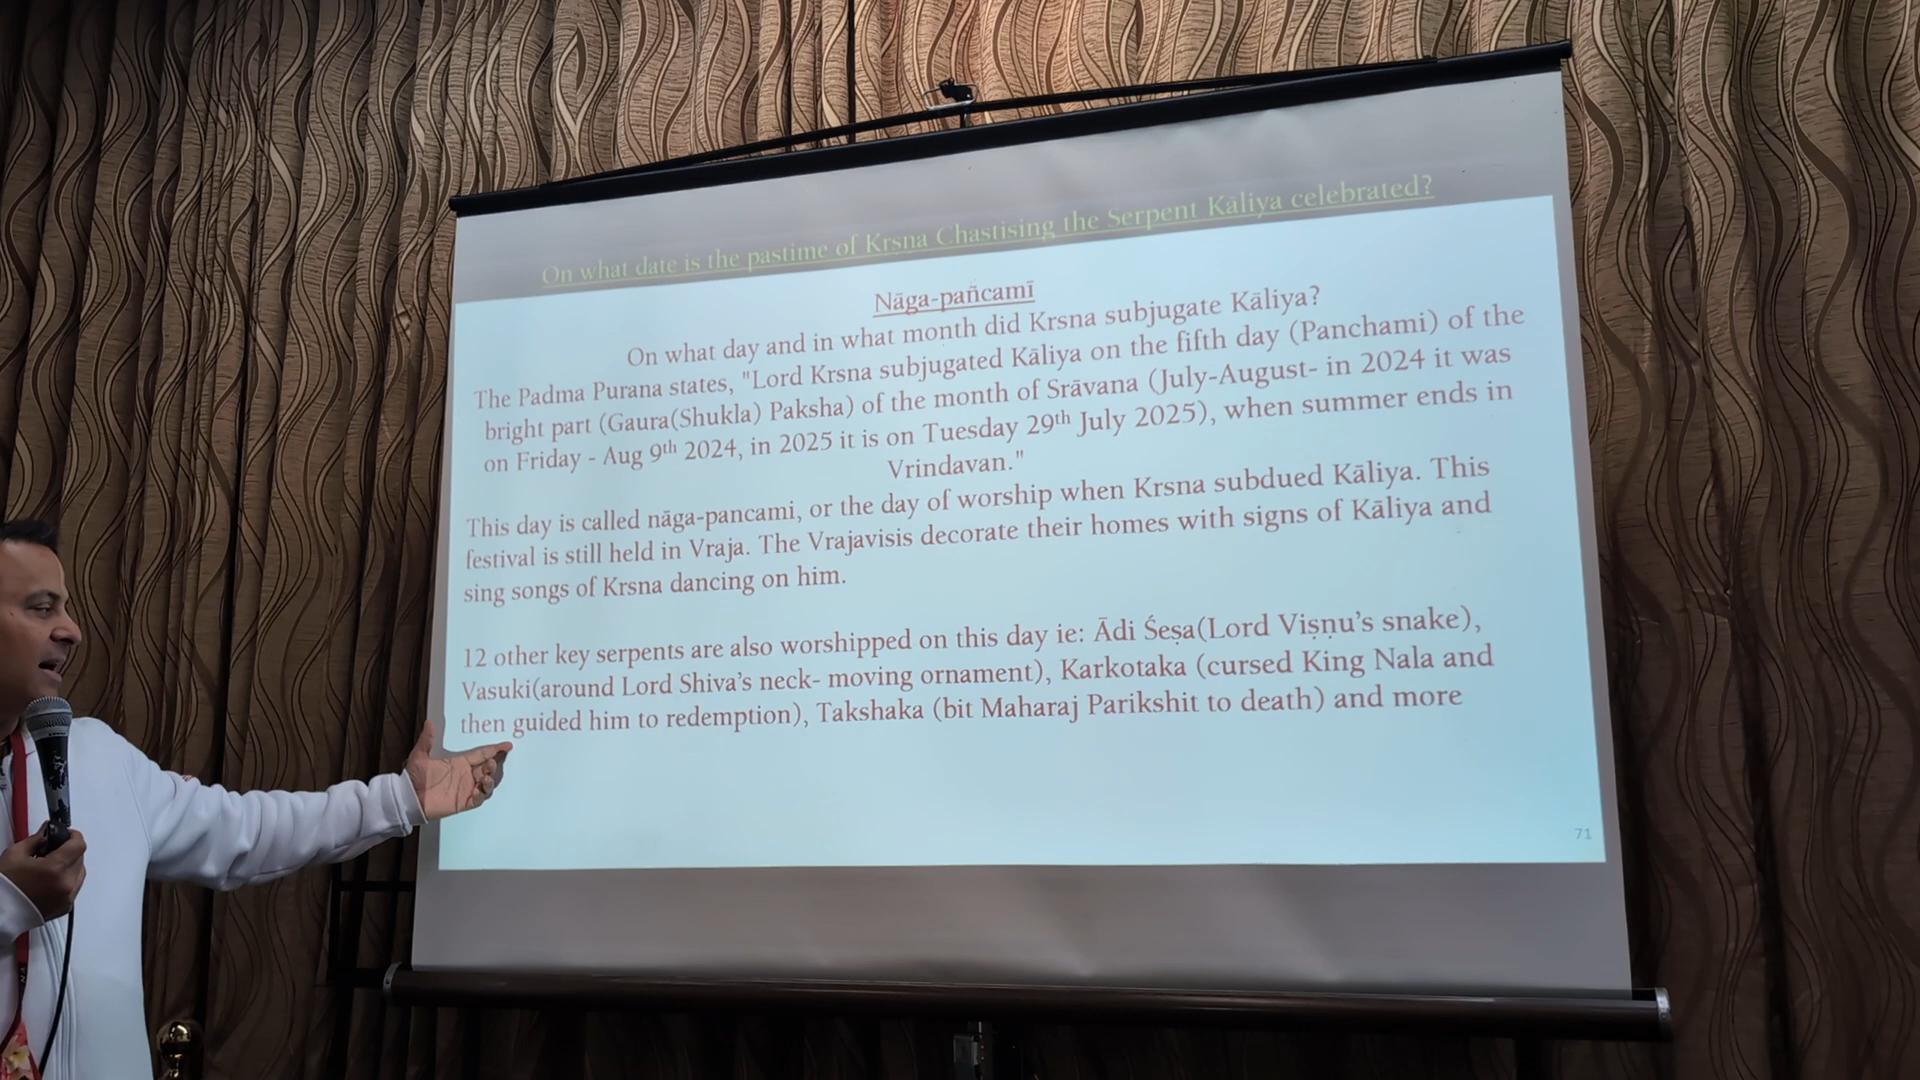 On what date is the pastime of Krsna Chastising the Serpent Kāliya celebrated?
Nāga-pañcamī
On what day and in what month did Krsna subjugate Kāliya?
The Padma Purana states, "Lord Krsna subjugated Kāliya on the fifth day (Panchami) of the
bright part (Gaura(Shukla) Paksha) of the month of Srāvana (July-August- in 2024 it was
on Friday - Aug 9th 2024, in 2025 it is on Tuesday 29th July 2025), when summer ends in
Vrindavan."
This day is called nāga-pancami, or the day of worship when Krsna subdued Kāliya. This
festival is still held in Vraja. The Vrajavisis decorate their homes with signs of Kāliya and
sing songs of Krsna dancing on him.
12 other key serpents are also worshipped on this day ie: Ādi Śeṣa(Lord Viṣṇu's snake),
Vasuki(around Lord Shiva's neck- moving ornament), Karkotaka (cursed King Nala and
then guided him to redemption), Takshaka (bit Maharaj Parikshit to death) and more
71